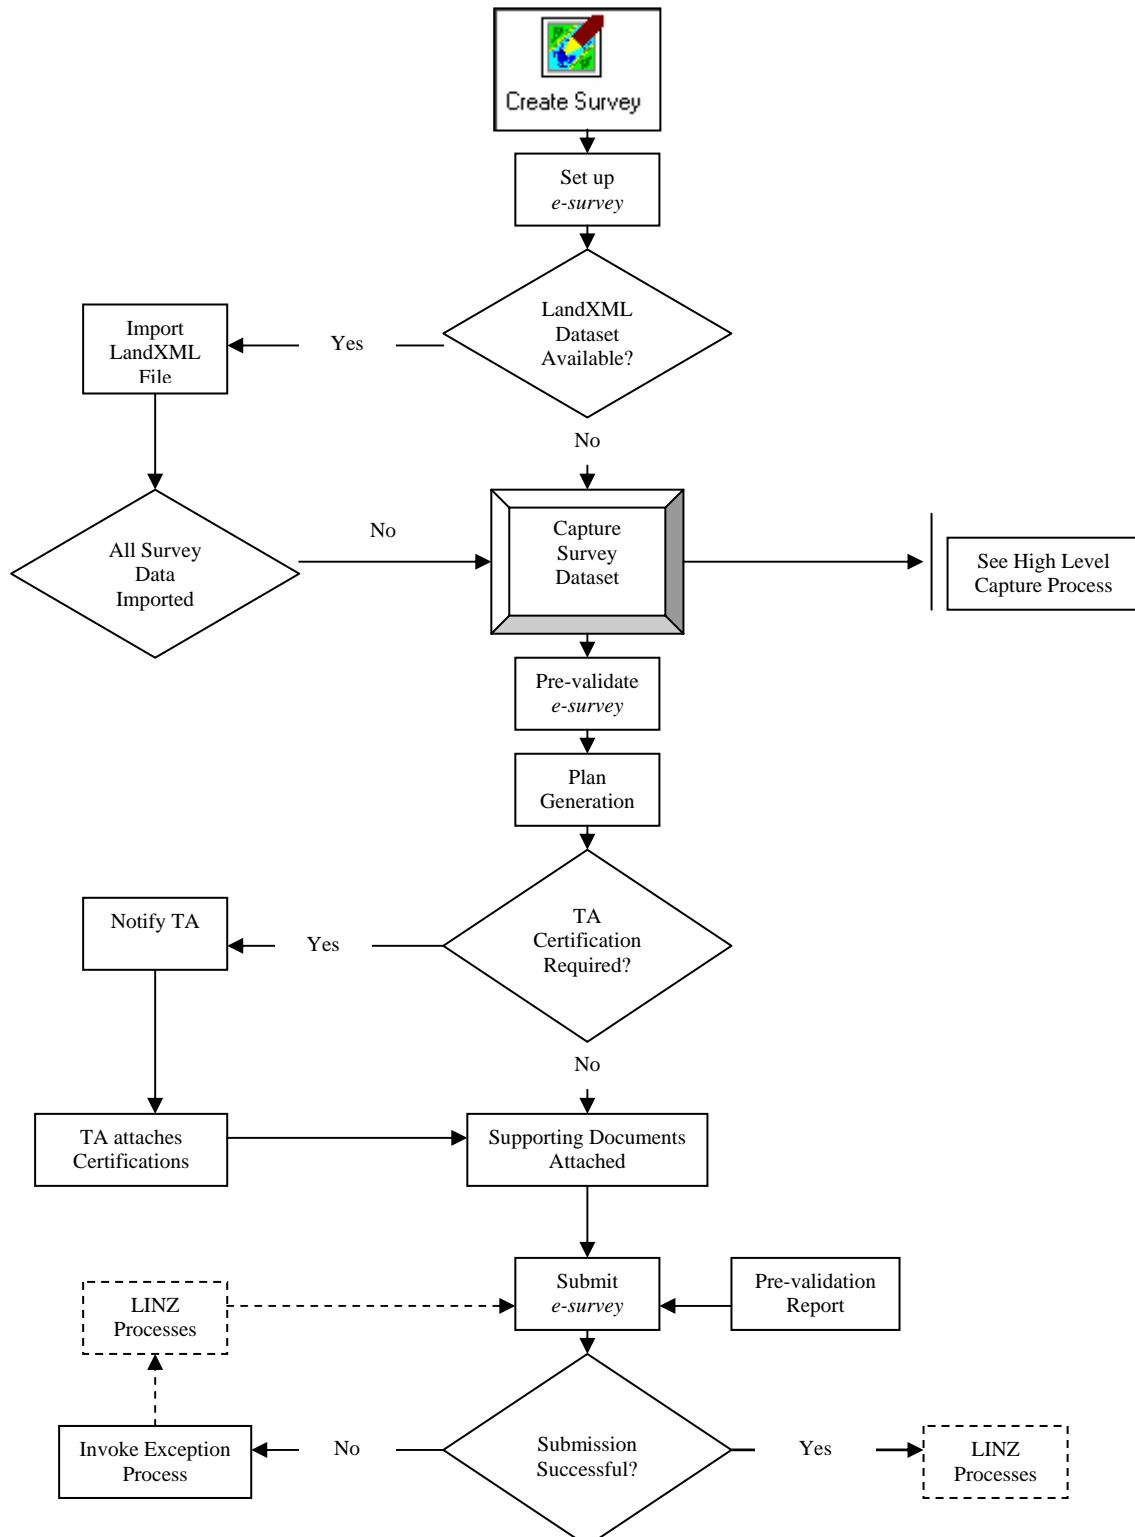 Create Survey
Set up
e-survey
LandXML
Dataset
Available?
Yes
Import
LandXML
File
No
All Survey
Data
Imported
No
Capture
Survey
Dataset
See High Level
Capture Process
Pre-validate
e-survey
Plan
Generation
TA
Certification
Required?
Yes
Notify TA
No
TA attaches
Certifications
Supporting Documents
Attached
Submit
e-survey
Pre-validation
Report
LINZ
Processes
Submission
Successful?
No
Invoke Exception
Process
Yes
LINZ
Processes